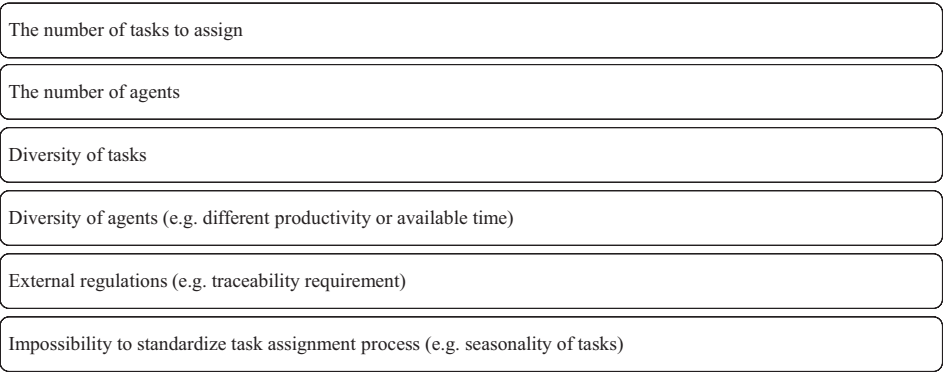 The number of tasks to assign
The number of agents
Diversity of tasks
Diversity of agents (e.g. different productivity or available time)
External regulations (e.g. traceability requirement)
Impossibility to standardize task assignment process (e.g. seasonality of tasks)